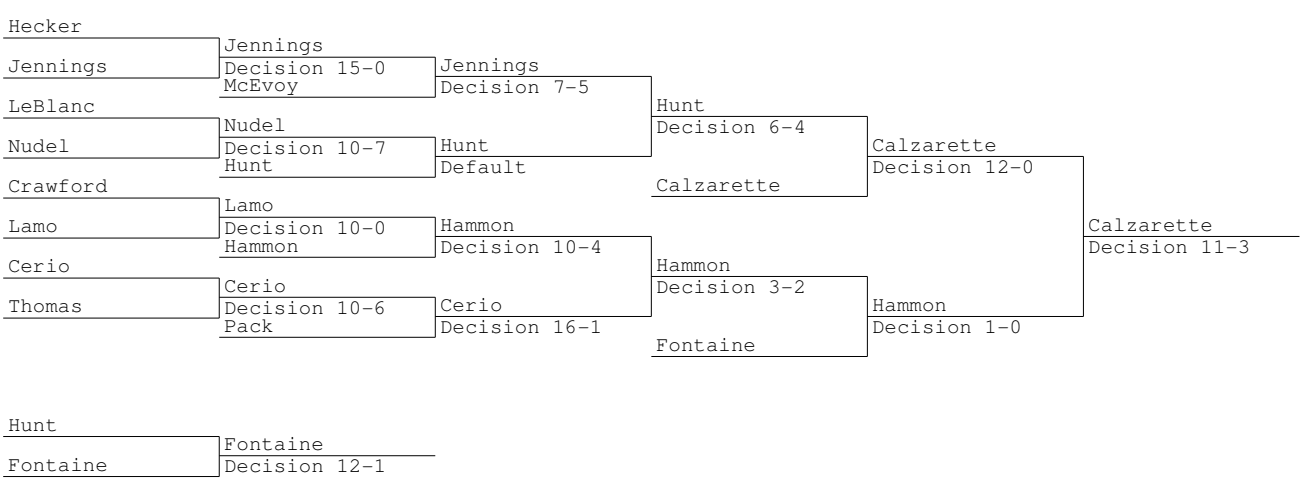 Hecker
Jennings
Jennings
Decision 15-0
Jennings
McEvoy
Decision 7-5
LeBlanc
Hunt
Nudel
Decision 6-4
Nudel
Decision 10-7
Hunt
Calzarette
Hunt
Default
Decision 12-0
Crawford
Calzarette
Lamo
Lamo
Decision 10-0
Hammon
Calzarette
Hammon
Decision 10-4
Decision 11-3
Cerio
Hammon
Cerio
Decision 3-2
Thomas
Decision 10-6
Cerio
Hammon
Pack
Decision 16-1
Decision 1-0
Fontaine
Hunt
Fontaine
Fontaine
Decision 12-1